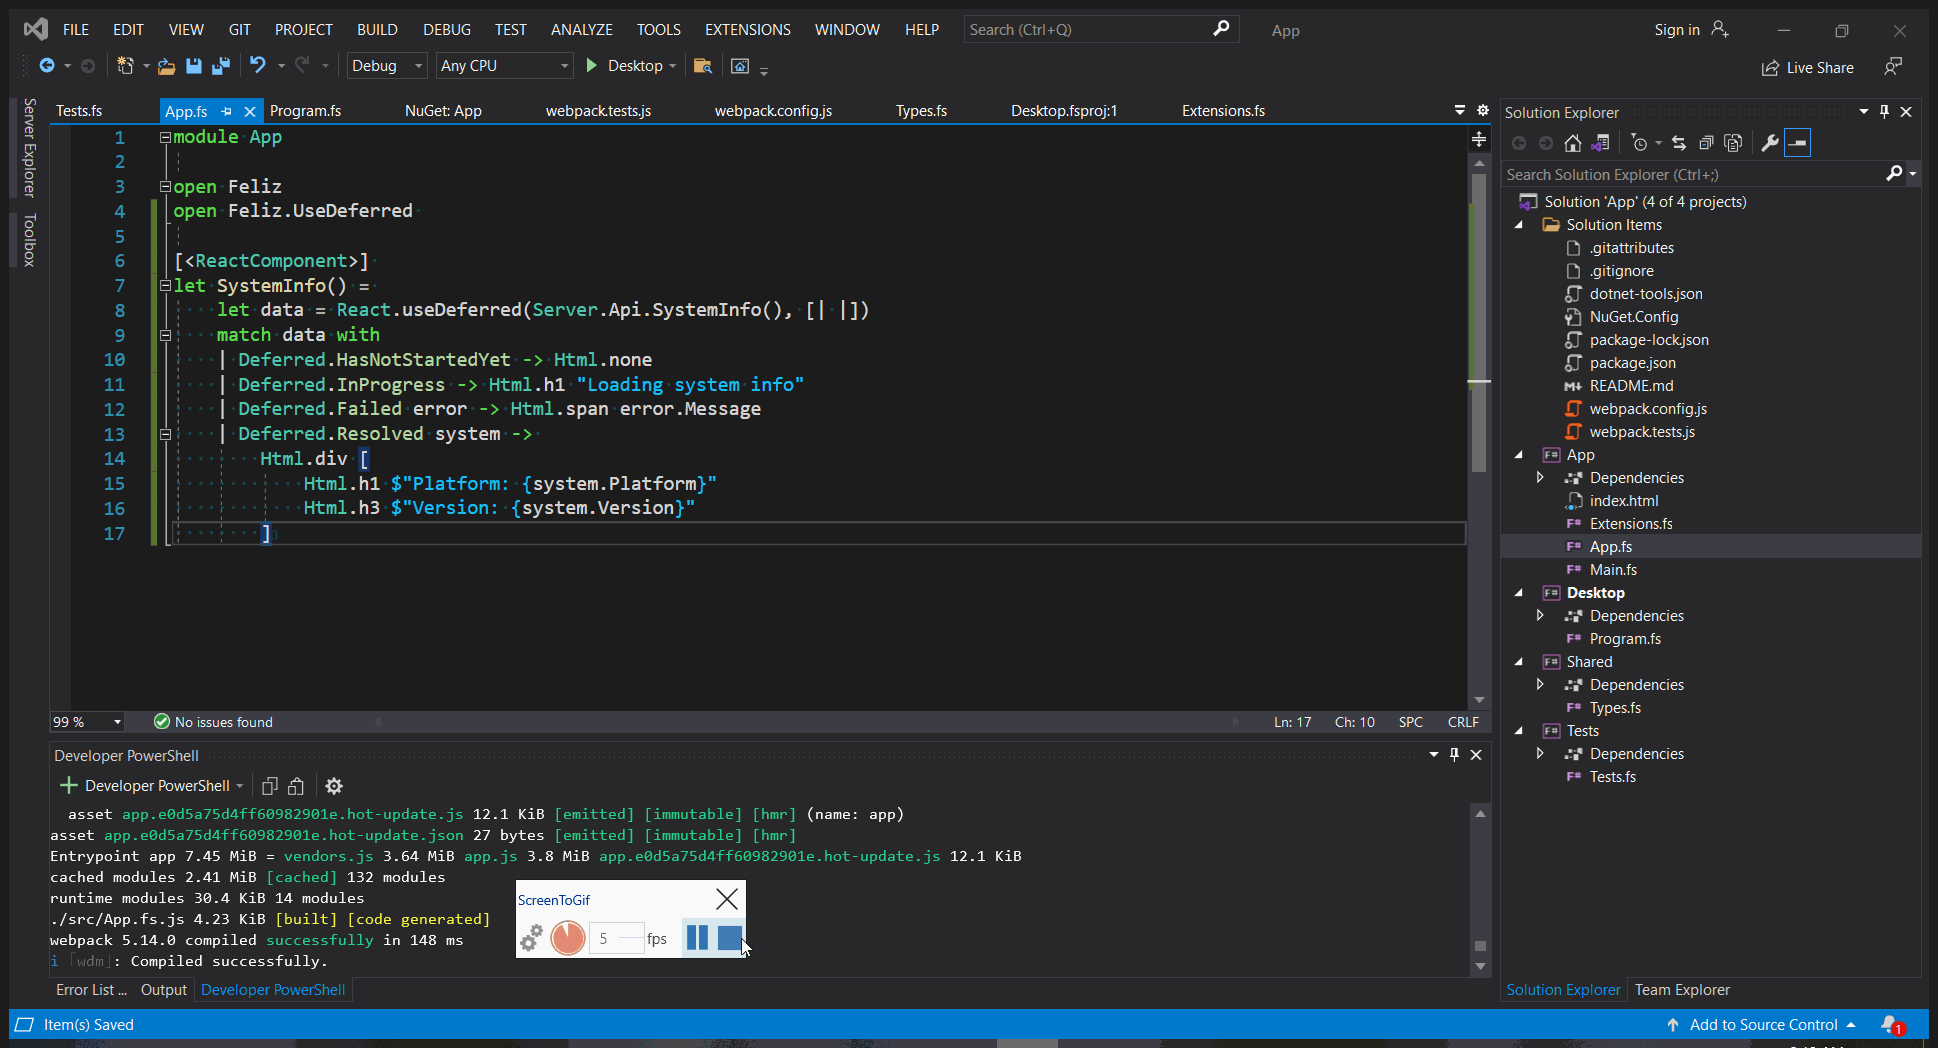 FILE EDIT VIEW GIT PROJECT BUILD DEBUG TEST ANALYZE TOOLS EXTENSIONS WINDOW HELP Search (Ctrl+Q) App Sign in
Debug Any CPU Desktop Live Share
Server Explorer
Toolbox
Tests.fs App.fs Program.fs NuGet: App webpack.tests.js webpack.config.js Types.fs Desktop.fsproj:1 Extensions.fs
1 module App
2
3 open Feliz
4 open Feliz.UseDeferred
5
6 [<ReactComponent>]
7 let SystemInfo() =
8 let data = React.useDeferred(Server.Api.SystemInfo(), [| |])
9 match data with
10 | Deferred.HasNotStartedYet -> Html.none
11 | Deferred.InProgress -> Html.h1 "Loading system info"
12 | Deferred.Failed error -> Html.span error.Message
13 | Deferred.Resolved system ->
14 Html.div [
15 Html.h1 $"Platform: {system.Platform}"
16 Html.h3 $"Version: {system.Version}"
17 ]
99 % No issues found Ln: 17 Ch: 10 SPC CRLF
Developer PowerShell
Developer PowerShell
asset app.e0d5a75d4ff60982901e.hot-update.js 12.1 KiB [emitted] [immutable] [hmr] (name: app)
asset app.e0d5a75d4ff60982901e.hot-update.json 27 bytes [emitted] [immutable] [hmr]
Entrypoint app 7.45 MiB = vendors.js 3.64 MiB app.js 3.8 MiB app.e0d5a75d4ff60982901e.hot-update.js 12.1 KiB
cached modules 2.41 MiB [cached] 132 modules
runtime modules 30.4 KiB 14 modules
./src/App.fs.js 4.23 KiB [built] [code generated]
webpack 5.14.0 compiled successfully in 148 ms
i ｢wdm｣: Compiled successfully.
ScreenToGif
5 fps
Error List ... Output Developer PowerShell
Solution Explorer
Search Solution Explorer (Ctrl+;)
Solution 'App' (4 of 4 projects)
Solution Items
.gitattributes
.gitignore
dotnet-tools.json
NuGet.Config
package-lock.json
package.json
README.md
webpack.config.js
webpack.tests.js
App
Dependencies
index.html
Extensions.fs
App.fs
Main.fs
Desktop
Dependencies
Program.fs
Shared
Dependencies
Types.fs
Tests
Dependencies
Tests.fs
Solution Explorer Team Explorer
Item(s) Saved Add to Source Control 1